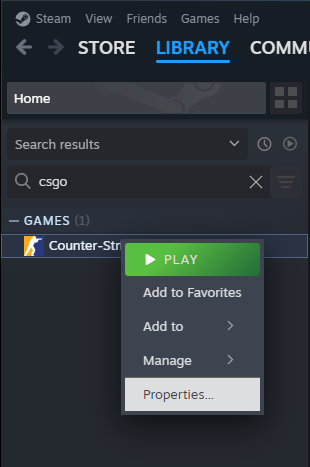 Steam View Friends Games Help
STORE LIBRARY COMMU
Home
Search results
csgo
GAMES (1)
Counter-Str
PLAY
Add to Favorites
Add to
Manage
Properties...